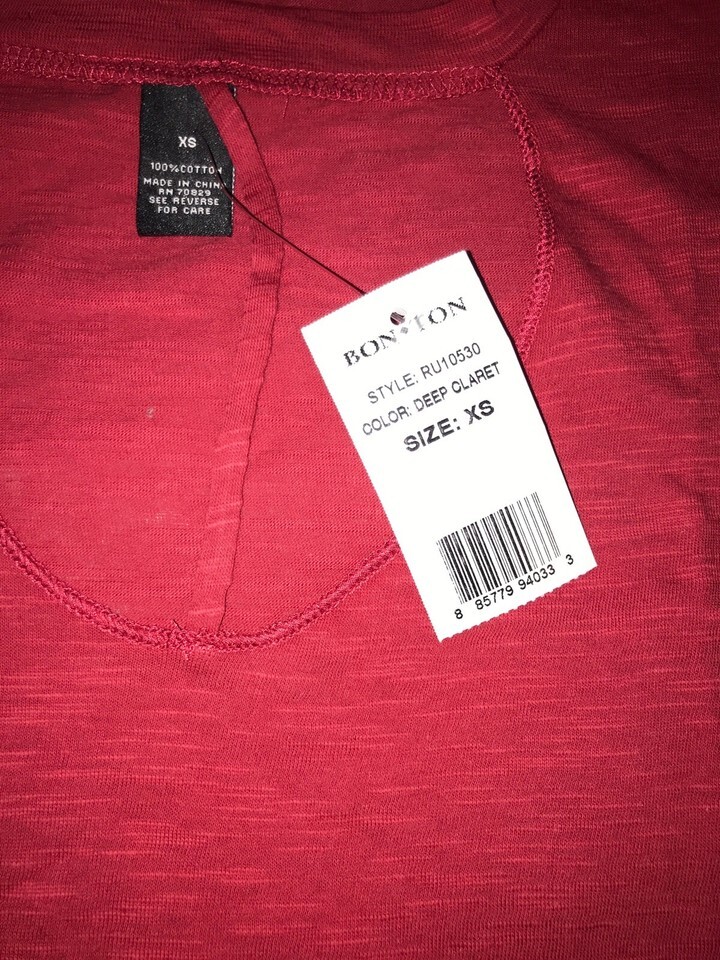 XS
100%COTTON
MADE IN CHIN
RN 70829
SEE REVERSE
FOR CARE
BON TON
STYLE: RU10530
COLOR: DEEP CLARET
SIZE: XS
8 85779 94033 3